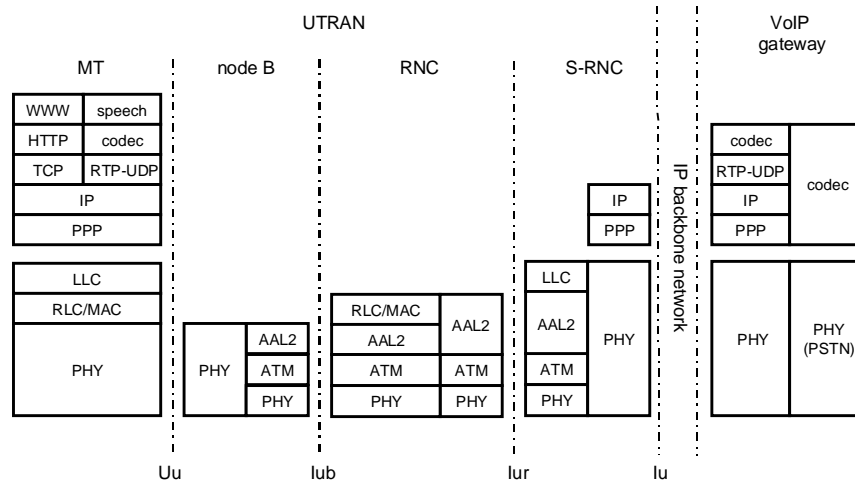 UTRAN
VoIP
gateway
MT
node B
RNC
S-RNC
WWW
speech
HTTP
codec
TCP
RTP-UDP
IP
PPP
LLC
RLC/MAC
PHY
PHY
AAL2
ATM
PHY
RLC/MAC
AAL2
AAL2
ATM
ATM
PHY
PHY
IP
PPP
LLC
AAL2
ATM
PHY
PHY
IP backbone network
codec
RTP-UDP
IP
PPP
codec
PHY
PHY
(PSTN)
Uu
Iub
Iur
Iu